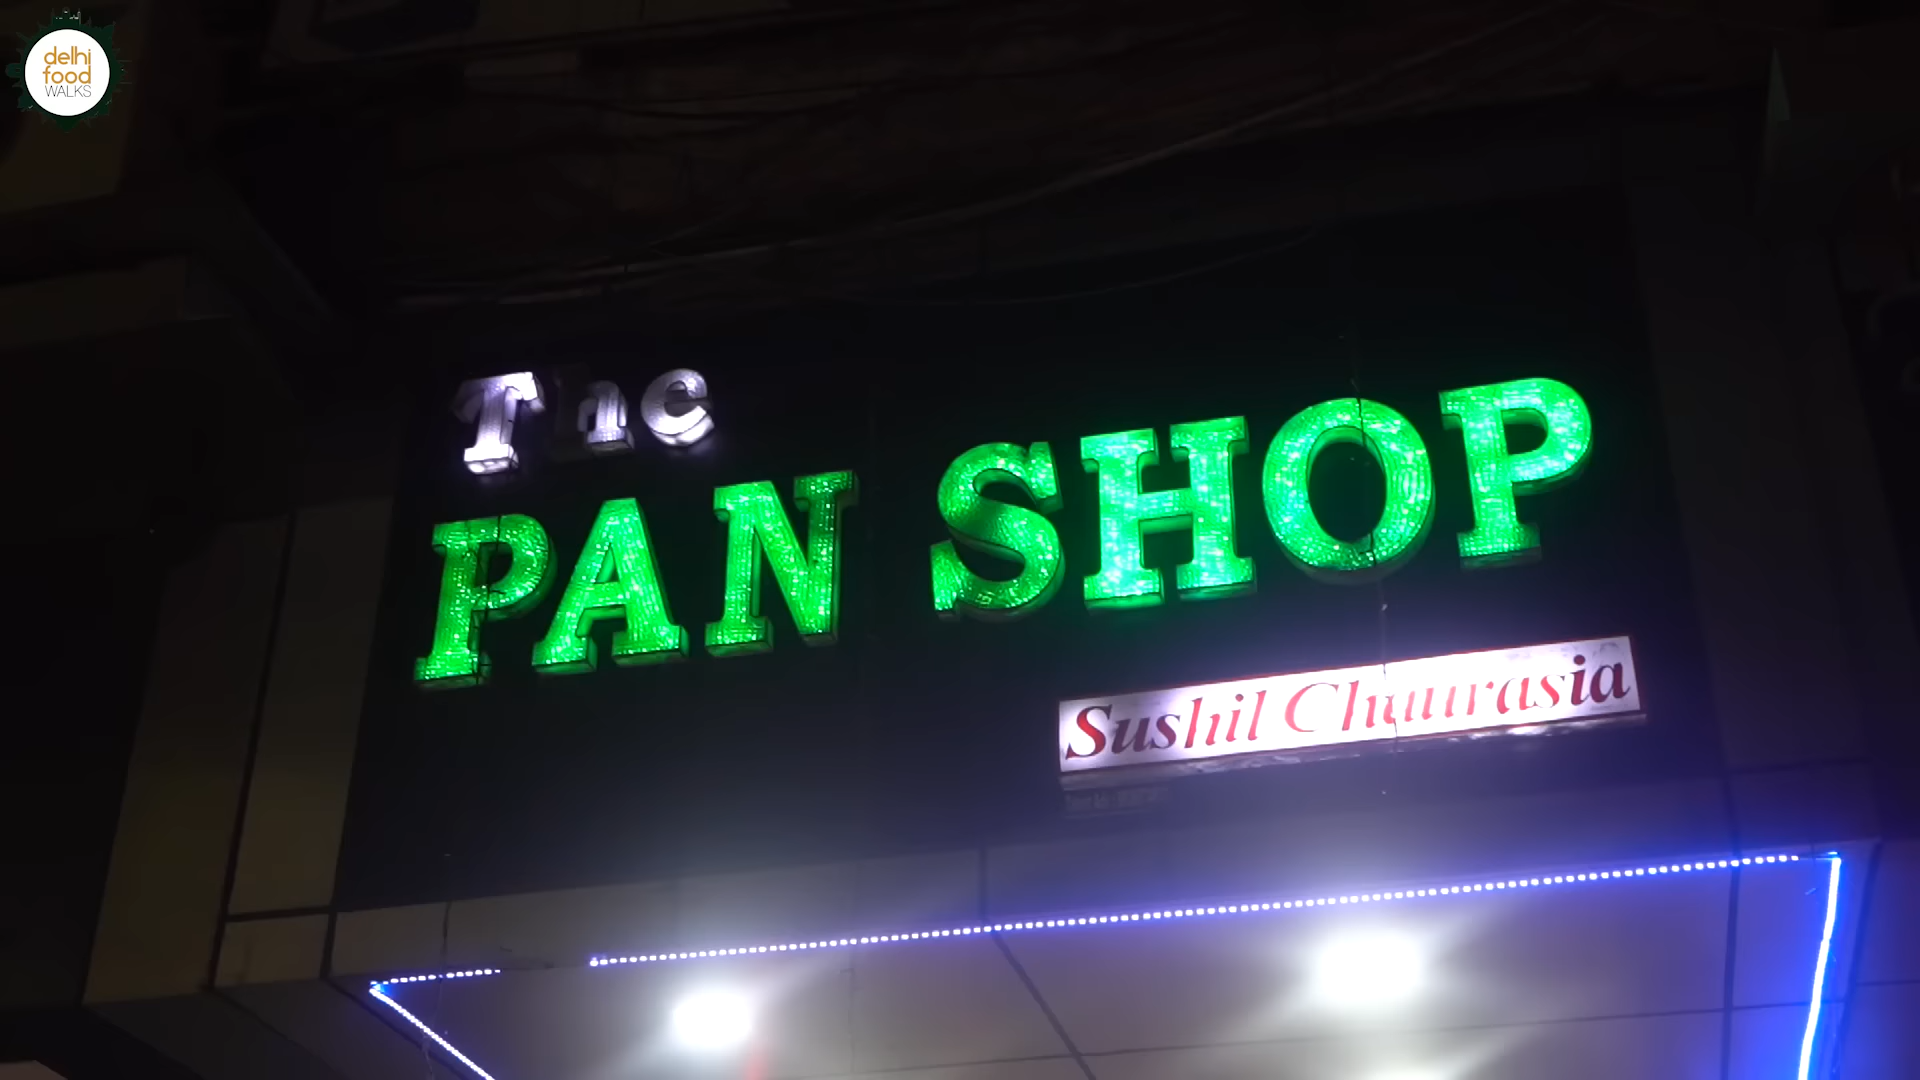 delhi
food
WALKS
The
PAN SHOP
Sushil Chaurasia